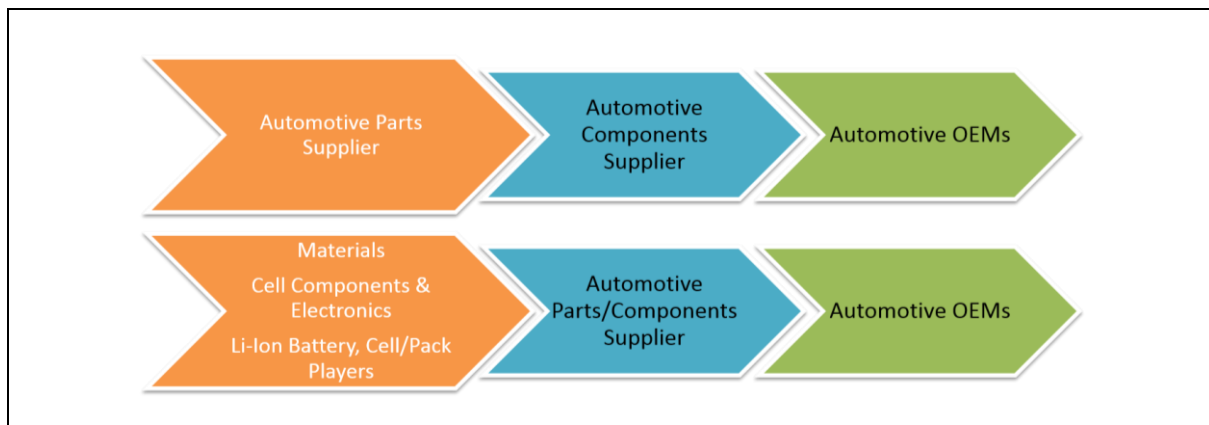 Automotive Parts
Supplier
Automotive
Components
Supplier
Automotive OEMs
Materials
Cell Components &
Electronics
Li-Ion Battery, Cell/Pack
Players
Automotive
Parts/Components
Supplier
Automotive OEMs